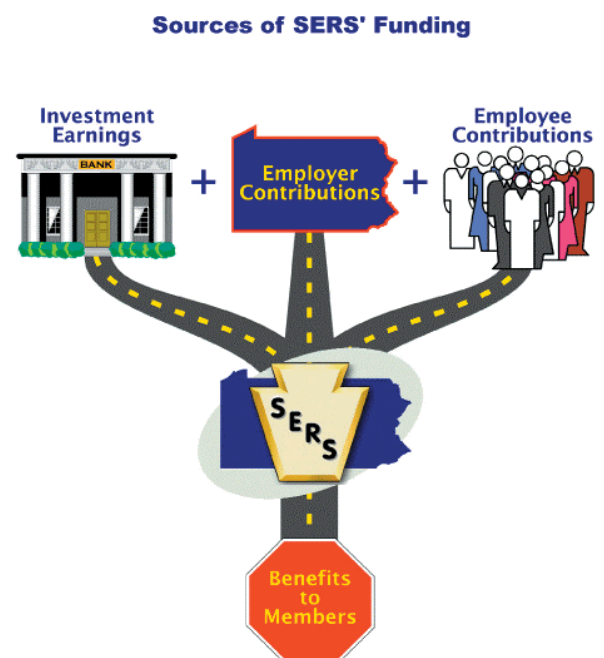 Sources of SERS' Funding
Investment
Earnings
BANK
+
Employer
Contributions
+
Employee
Contributions
SERS
Benefits
to
Members